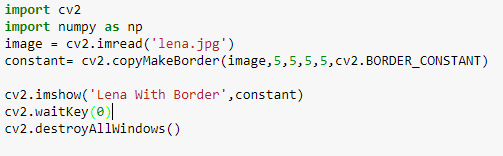 import cv2
import numpy as np
image = cv2.imread('lena.jpg')
constant= cv2.copyMakeBorder(image,5,5,5,5,cv2.BORDER_CONSTANT)
cv2.imshow('Lena With Border',constant)
cv2.waitKey(0)
cv2.destroyAllWindows()